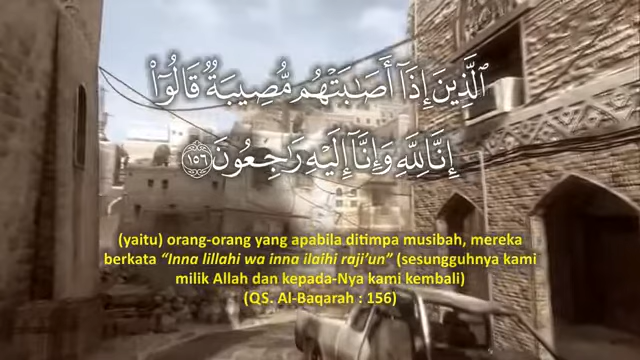 ٱلَّذِينَ إِذَآ أَصَـٰبَتْهُم مُّصِيبَةٌ قَالُوٓا۟
إِنَّا لِلَّهِ وَإِنَّآ إِلَيْهِ رَٰجِعُونَ ١٥٦
(yaitu) orang-orang yang apabila ditimpa musibah, mereka
berkata “Inna lillahi wa inna ilaihi raji’un” (sesungguhnya kami
milik Allah dan kepada-Nya kami kembali)
(QS. Al-Baqarah : 156)